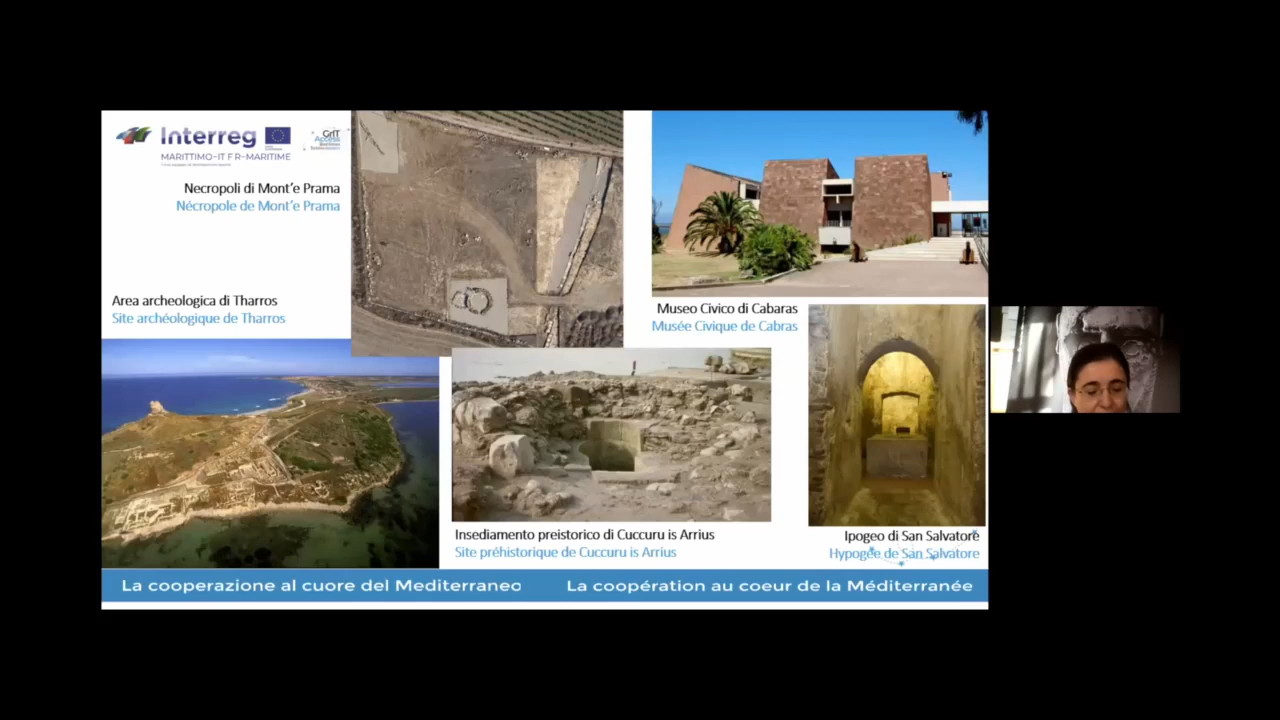 Interreg
MARITTIMO-IT FR-MARITIME
GrIT
Access
Necropoli di Mont'e Prama
Nécropole de Mont'e Prama
Area archeologica di Tharros
Site archéologique de Tharros
Museo Civico di Cabaras
Musée Civique de Cabras
Insediamento preistorico di Cuccuru is Arrius
Site préhistorique de Cuccuru is Arrius
Ipogeo di San Salvatore
Hypogée de San Salvatore
La cooperazione al cuore del Mediterraneo
La coopération au coeur de la Méditerranée